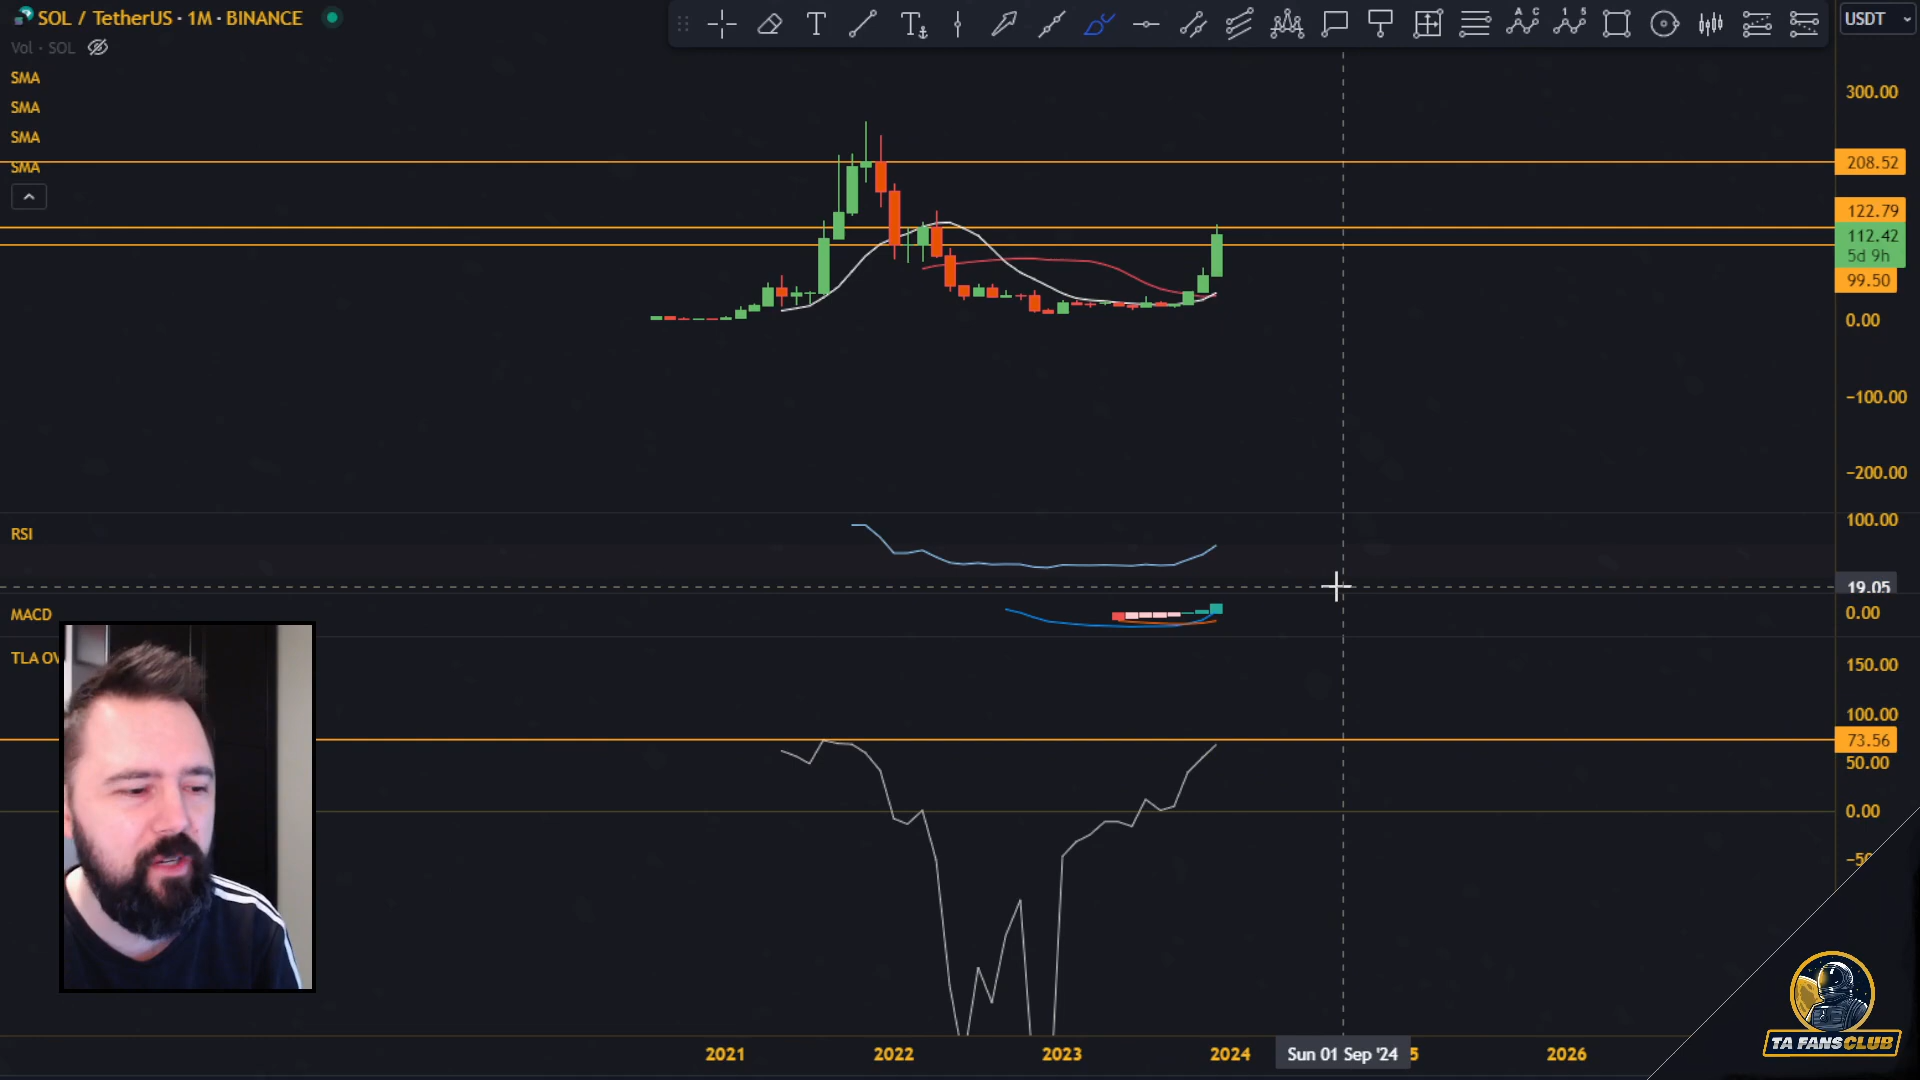 SOL / TetherUS · 1M · BINANCE
USDT
Vol · SOL
SMA
SMA
SMA
SMA
300.00
208.52
122.79
112.42
5d 9h
99.50
0.00
−100.00
−200.00
RSI
100.00
19.05
MACD
0.00
TLA OV
150.00
100.00
73.56
50.00
0.00
−50
2021
2022
2023
2024
Sun 01 Sep '24
5
2026
TA FANSCLUB